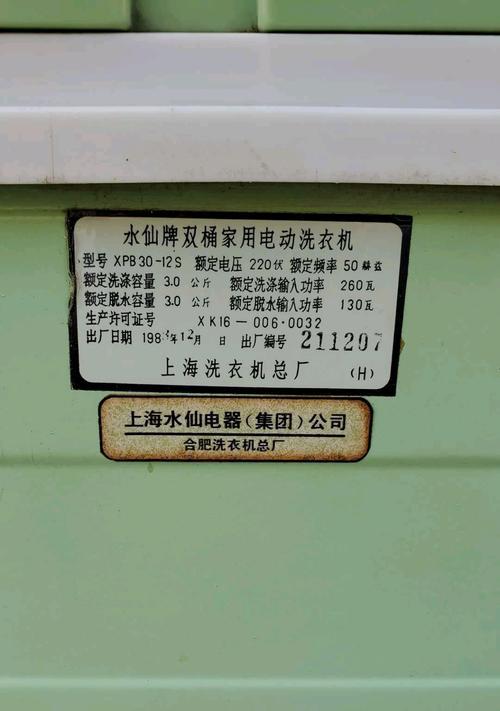 水仙牌双桶家用电动洗衣机
型号 XPB30-12S 额定电压 220伏 额定频率 50赫兹
额定洗涤容量 3.0 公斤 额定洗涤输入功率 260瓦
额定脱水容量 3.0 公斤 额定脱水输入功率 130瓦
生产许可证号 XK16-006-0032
出厂日期 198 年12月 日 出厂编号 211207
上海洗衣机总厂 (H)
上海水仙电器(集团)公司
合肥洗衣机总厂